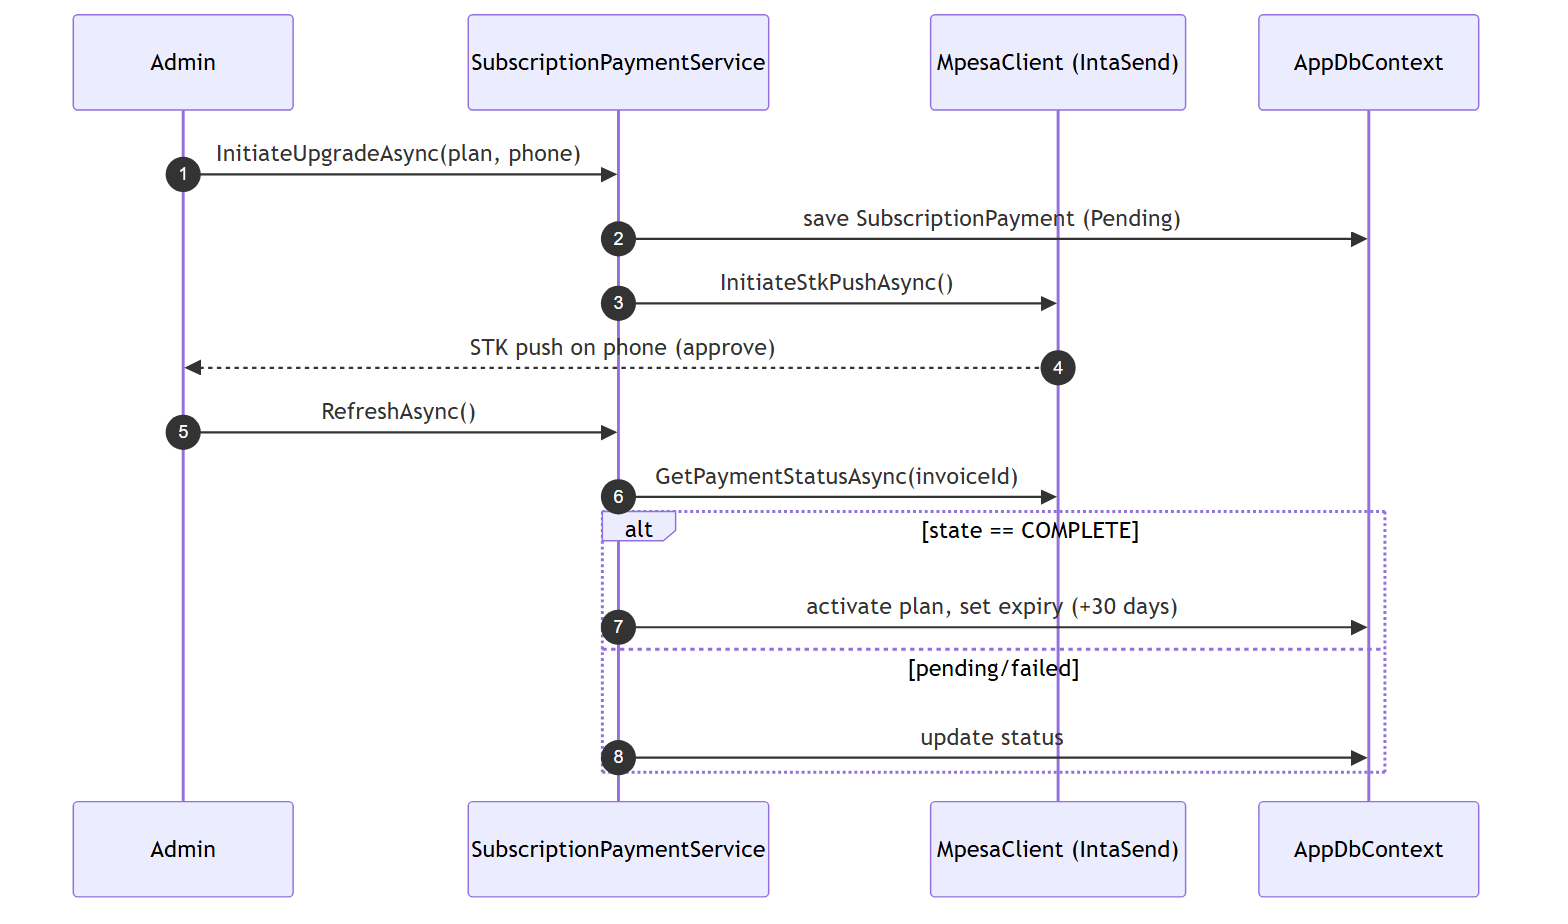 Admin
SubscriptionPaymentService
MpesaClient (IntaSend)
AppDbContext
InitiateUpgradeAsync(plan, phone)
1
save SubscriptionPayment (Pending)
2
InitiateStkPushAsync()
3
STK push on phone (approve)
4
RefreshAsync()
5
GetPaymentStatusAsync(invoiceId)
6
alt
[state == COMPLETE]
activate plan, set expiry (+30 days)
7
[pending/failed]
update status
8
Admin
SubscriptionPaymentService
MpesaClient (IntaSend)
AppDbContext